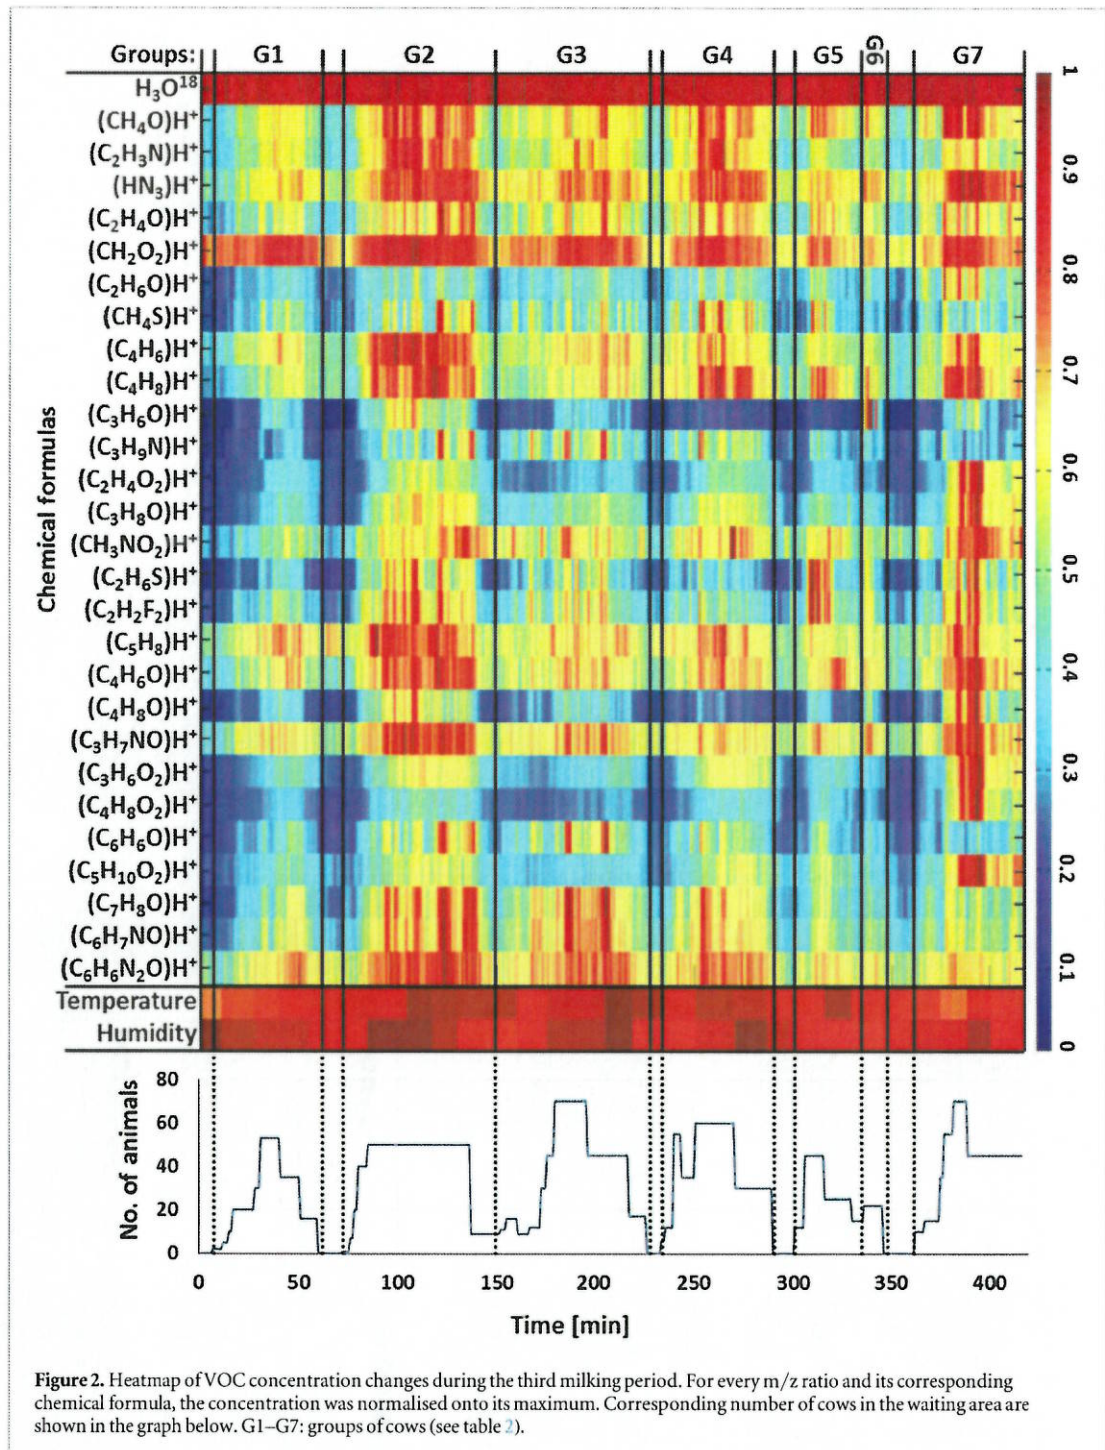 Groups: G1 G2 G3 G4 G5 G6 G7
H₃O¹⁸
(CH₄O)H⁺
(C₂H₃N)H⁺
(HN₃)H⁺
(C₂H₄O)H⁺
(CH₂O₂)H⁺
(C₂H₆O)H⁺
(CH₄S)H⁺
(C₄H₆)H⁺
(C₄H₈)H⁺
(C₃H₆O)H⁺
(C₃H₉N)H⁺
(C₂H₄O₂)H⁺
(C₃H₈O)H⁺
(CH₃NO₂)H⁺
(C₂H₆S)H⁺
(C₂H₂F₂)H⁺
(C₅H₈)H⁺
(C₄H₆O)H⁺
(C₄H₈O)H⁺
(C₃H₇NO)H⁺
(C₃H₆O₂)H⁺
(C₄H₈O₂)H⁺
(C₆H₆O)H⁺
(C₅H₁₀O₂)H⁺
(C₇H₈O)H⁺
(C₆H₇NO)H⁺
(C₆H₆N₂O)H⁺
Temperature
Humidity
Chemical formulas
1
0.9
0.8
0.7
0.6
0.5
0.4
0.3
0.2
0.1
0
No. of animals
80
60
40
20
0
0 50 100 150 200 250 300 350 400
Time [min]
Figure 2. Heatmap of VOC concentration changes during the third milking period. For every m/z ratio and its corresponding
chemical formula, the concentration was normalised onto its maximum. Corresponding number of cows in the waiting area are
shown in the graph below. G1–G7: groups of cows (see table 2).